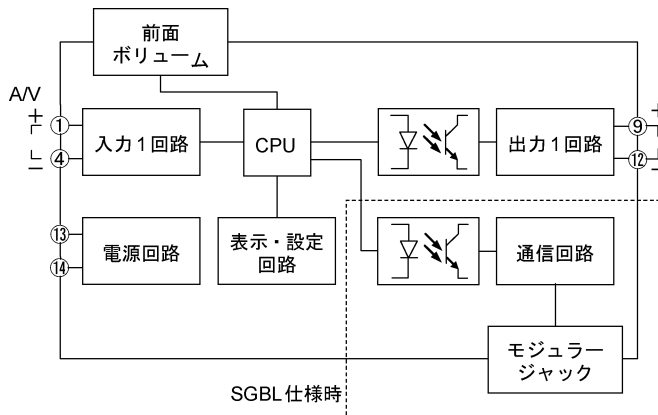 前面
ボリューム
A/V
+
①
入力1回路
CPU
出力1回路
⑨
+
④
−
⑫
−
⑬
電源回路
⑭
表示・設定
回路
通信回路
モジュラー
ジャック
SGBL仕様時